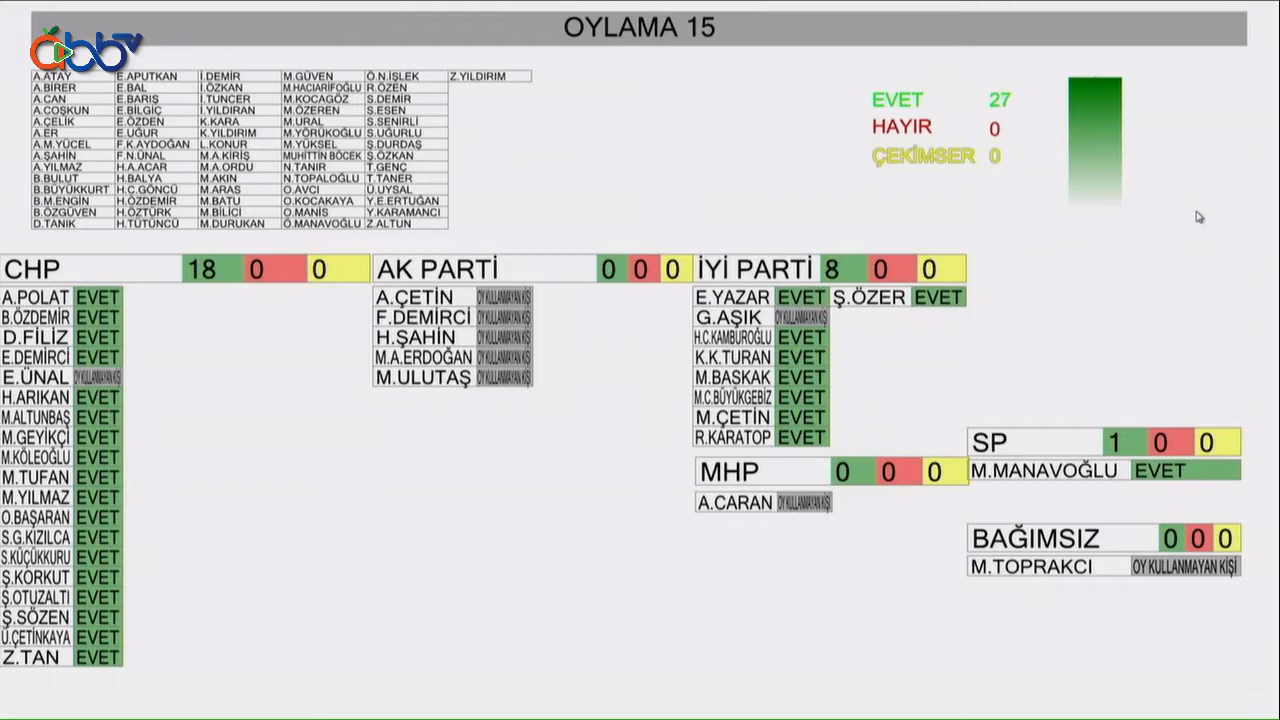 OYLAMA 15
abb TV
A.ATAY E.APUTKAN İ.DEMİR M.GÜVEN Ö.N.İŞLEK Z.YILDIRIM
A.BİRER E.BAL İ.ÖZKAN M.HACIARİFOĞLU R.ÖZEN
A.CAN E.BARIŞ İ.TUNCER M.KOCAGÖZ S.DEMİR
A.COŞKUN E.BİLGİÇ İ.YILDIRAN M.ÖZEREN S.ESEN
A.ÇELİK E.ÖZDEN K.KARA M.URAL S.SENİRLİ
A.ER E.UĞUR K.YILDIRIM M.YÖRÜKOĞLU S.UĞURLU
A.M.YÜCEL F.K.AYDOĞAN L.KONUR M.YÜKSEL Ş.DURDAŞ
A.ŞAHİN F.N.ÜNAL M.A.KİRİŞ MUHİTTİN BÖCEK Ş.ÖZKAN
A.YILMAZ H.A.ACAR M.A.ORDU N.TANIR T.GENÇ
B.BULUT H.BALYA M.AKIN N.TOPALOĞLU T.TANER
B.BÜYÜKKURT H.C.GÖNCÜ M.ARAS O.AVCI Ü.UYSAL
B.M.ENGİN H.ÖZDEMİR M.BATU O.KOCAKAYA Y.E.ERTUĞAN
B.ÖZGÜVEN H.ÖZTÜRK M.BİLİCİ O.MANİS Y.KARAMANCI
D.TANIK H.TÜTÜNCÜ M.DURUKAN Ö.MANAVOĞLU Z.ALTUN
EVET 27
HAYIR 0
ÇEKİMSER 0
CHP 18 0 0
A.POLAT EVET
B.ÖZDEMİR EVET
D.FİLİZ EVET
E.DEMİRCİ EVET
E.ÜNAL OY KULLANMAYAN KİŞİ
H.ARIKAN EVET
M.ALTUNBAŞ EVET
M.GEYİKÇİ EVET
M.KÖLEOĞLU EVET
M.TUFAN EVET
M.YILMAZ EVET
O.BAŞARAN EVET
S.G.KIZILCA EVET
S.KÜÇÜKKURU EVET
Ş.KORKUT EVET
Ş.OTUZALTI EVET
Ş.SÖZEN EVET
Ü.ÇETİNKAYA EVET
Z.TAN EVET
AK PARTİ 0 0 0
A.ÇETİN OY KULLANMAYAN KİŞİ
F.DEMİRCİ OY KULLANMAYAN KİŞİ
H.ŞAHİN OY KULLANMAYAN KİŞİ
M.A.ERDOĞAN OY KULLANMAYAN KİŞİ
M.ULUTAŞ OY KULLANMAYAN KİŞİ
İYİ PARTİ 8 0 0
E.YAZAR EVET Ş.ÖZER EVET
G.AŞIK OY KULLANMAYAN KİŞİ
H.C.KAMBUROĞLU EVET
K.K.TURAN EVET
M.BAŞKAK EVET
M.C.BÜYÜKGEBİZ EVET
M.ÇETİN EVET
R.KARATOP EVET
MHP 0 0 0
A.CARAN OY KULLANMAYAN KİŞİ
SP 1 0 0
M.MANAVOĞLU EVET
BAĞIMSIZ 0 0 0
M.TOPRAKCI OY KULLANMAYAN KİŞİ